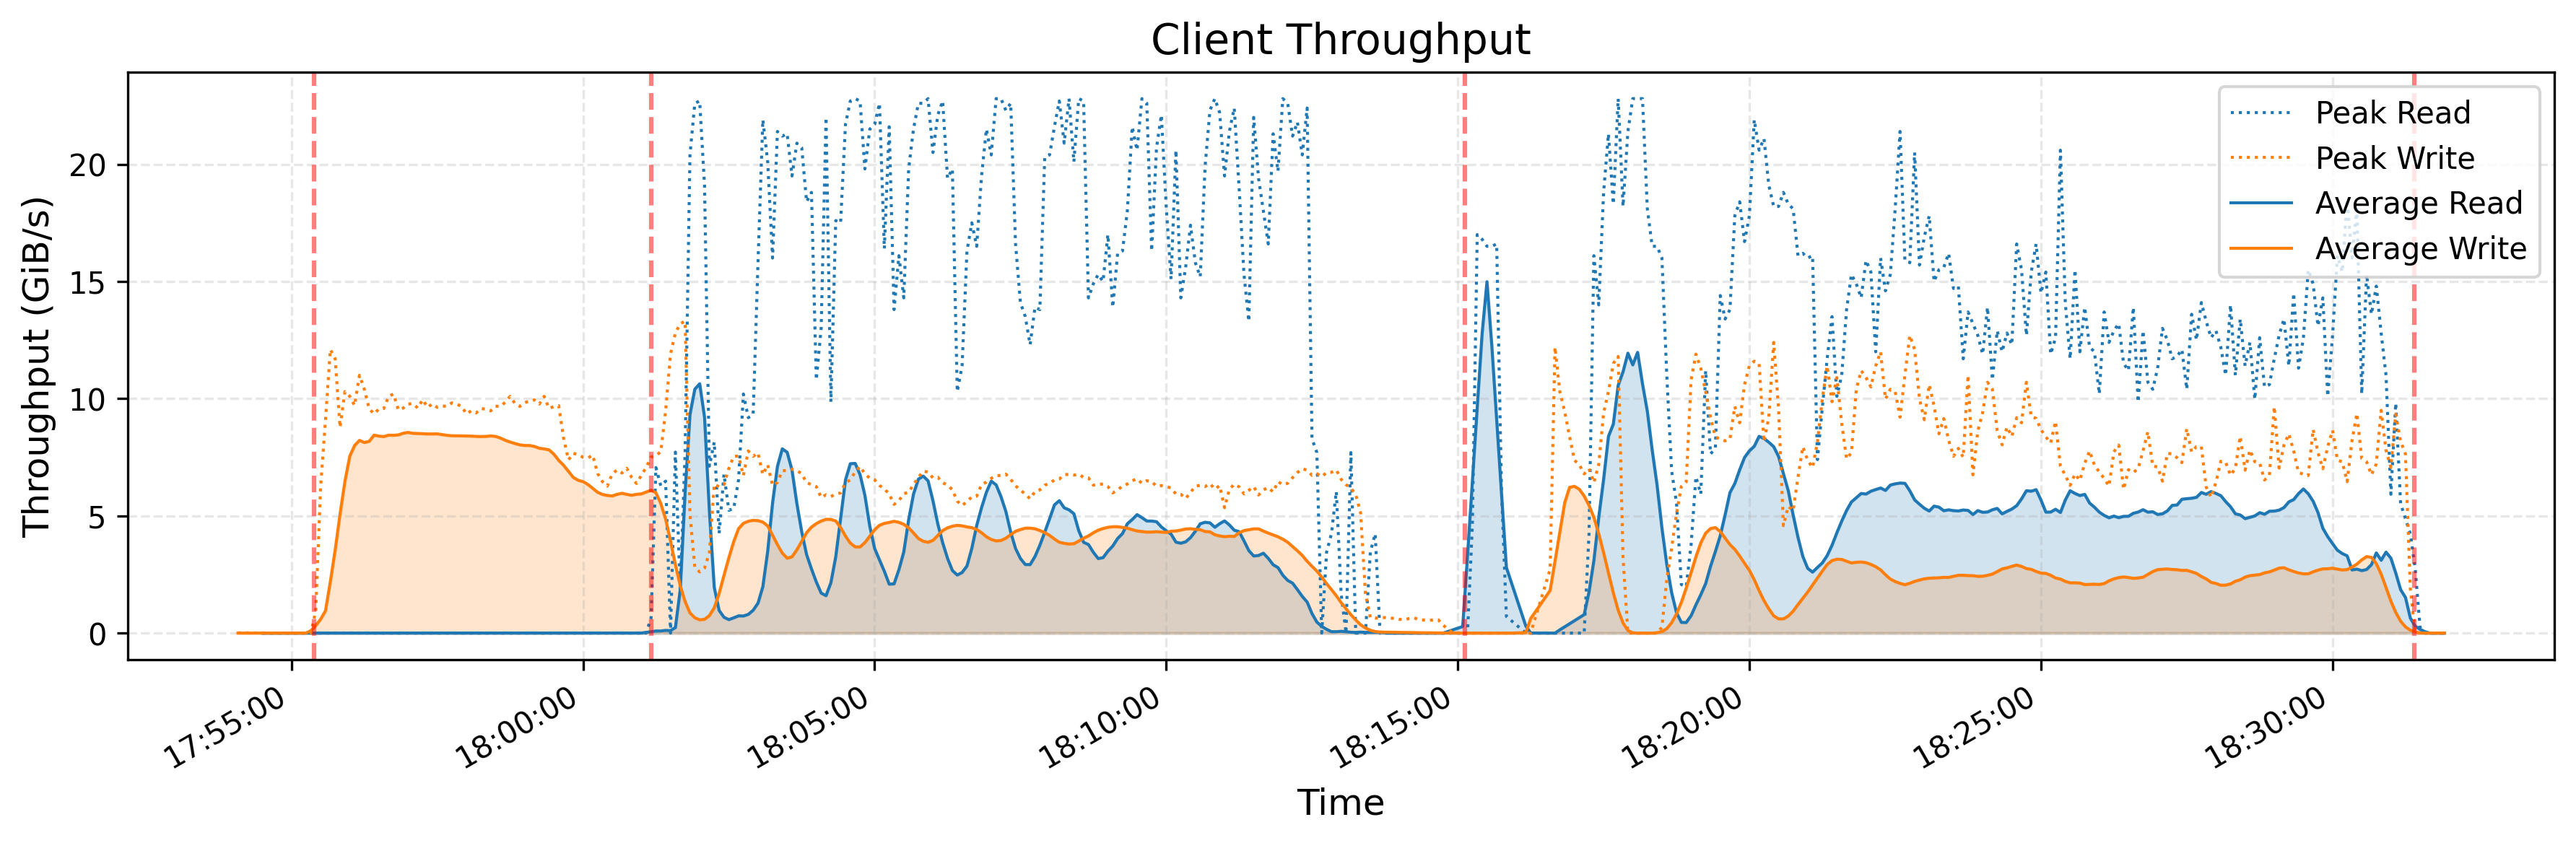 Client Throughput
Throughput (GiB/s)
20
15
10
5
0
Peak Read
Peak Write
Average Read
Average Write
17:55:00
18:00:00
18:05:00
18:10:00
18:15:00
18:20:00
18:25:00
18:30:00
Time